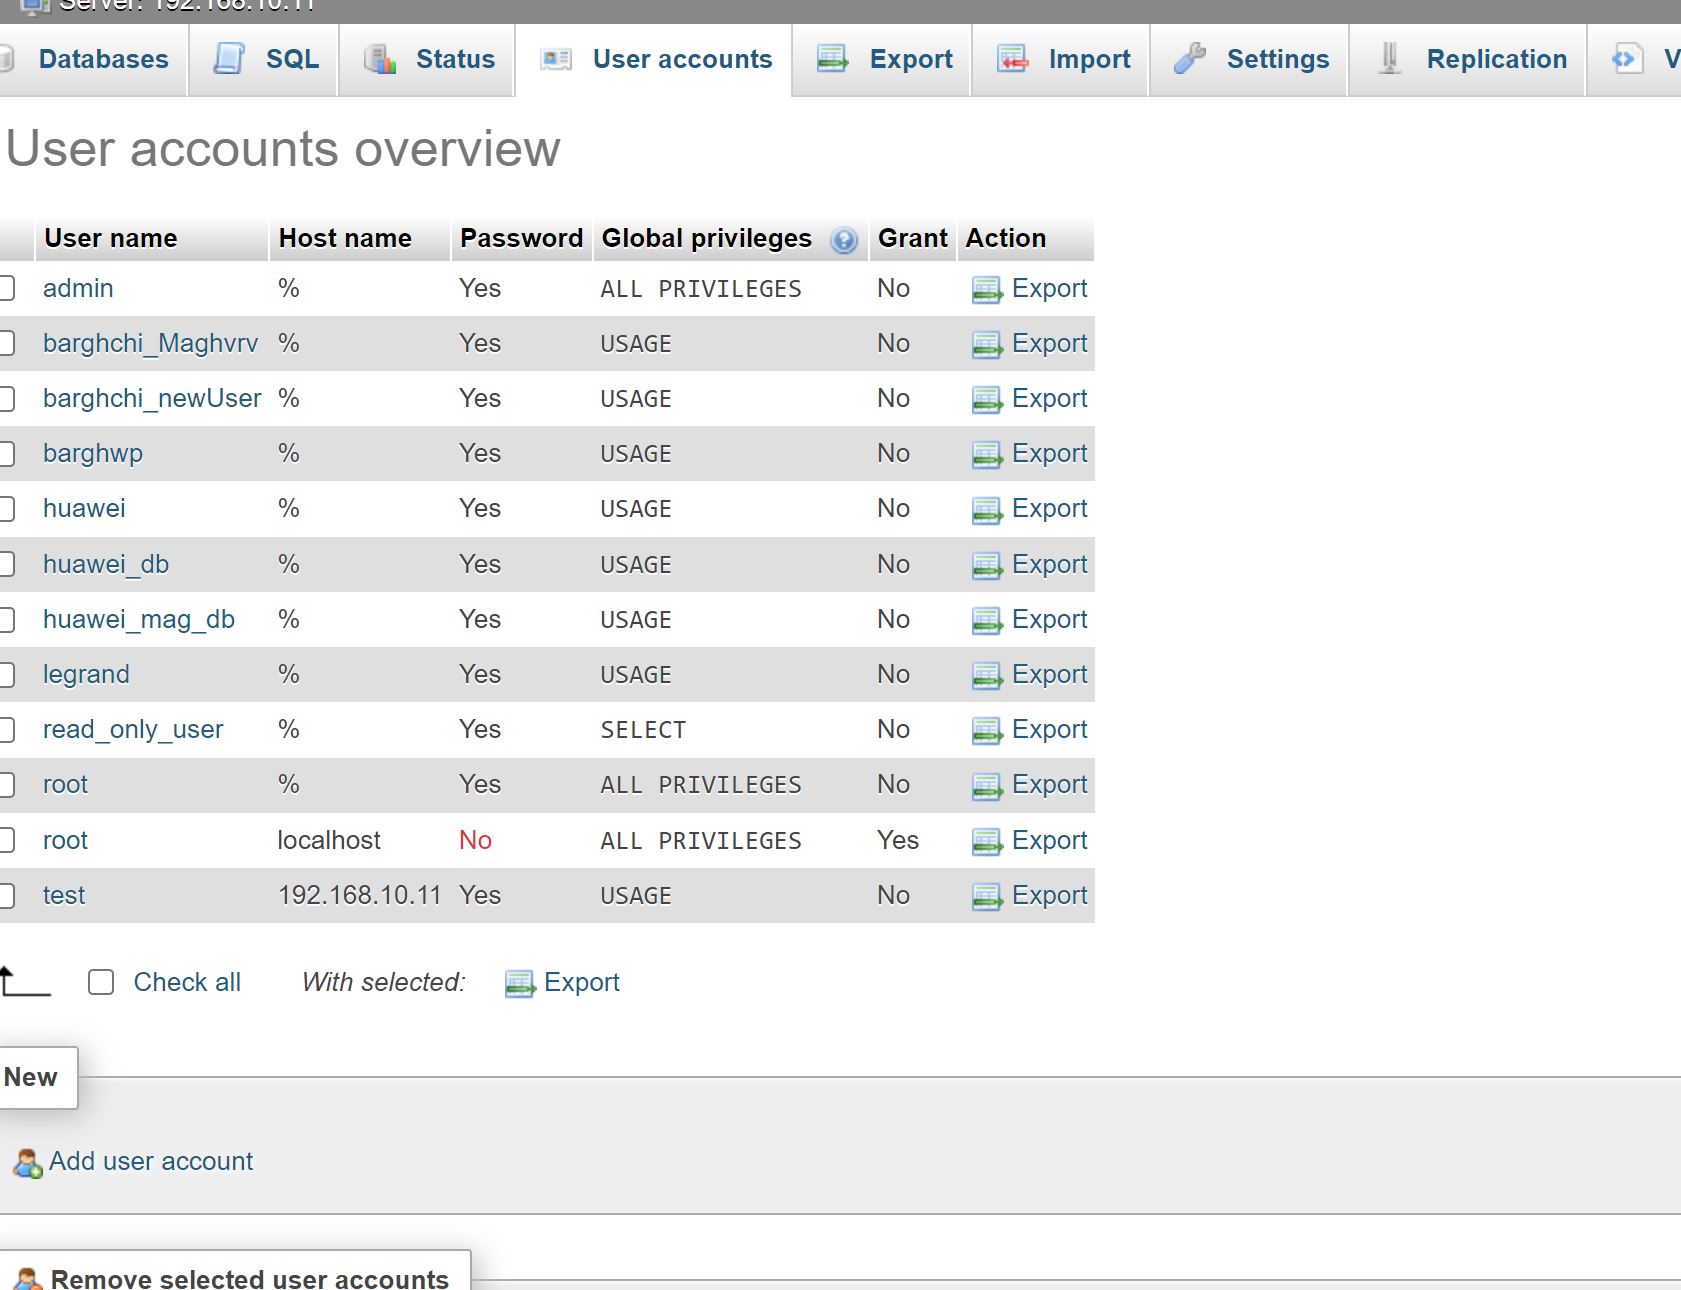 Server: 192.168.10.11
Databases SQL Status User accounts Export Import Settings Replication V
User accounts overview
User name Host name Password Global privileges Grant Action
admin % Yes ALL PRIVILEGES No Export
barghchi_Maghvrv % Yes USAGE No Export
barghchi_newUser % Yes USAGE No Export
barghwp % Yes USAGE No Export
huawei % Yes USAGE No Export
huawei_db % Yes USAGE No Export
huawei_mag_db % Yes USAGE No Export
legrand % Yes USAGE No Export
read_only_user % Yes SELECT No Export
root % Yes ALL PRIVILEGES No Export
root localhost No ALL PRIVILEGES Yes Export
test 192.168.10.11 Yes USAGE No Export
Check all With selected: Export
New
Add user account
Remove selected user accounts